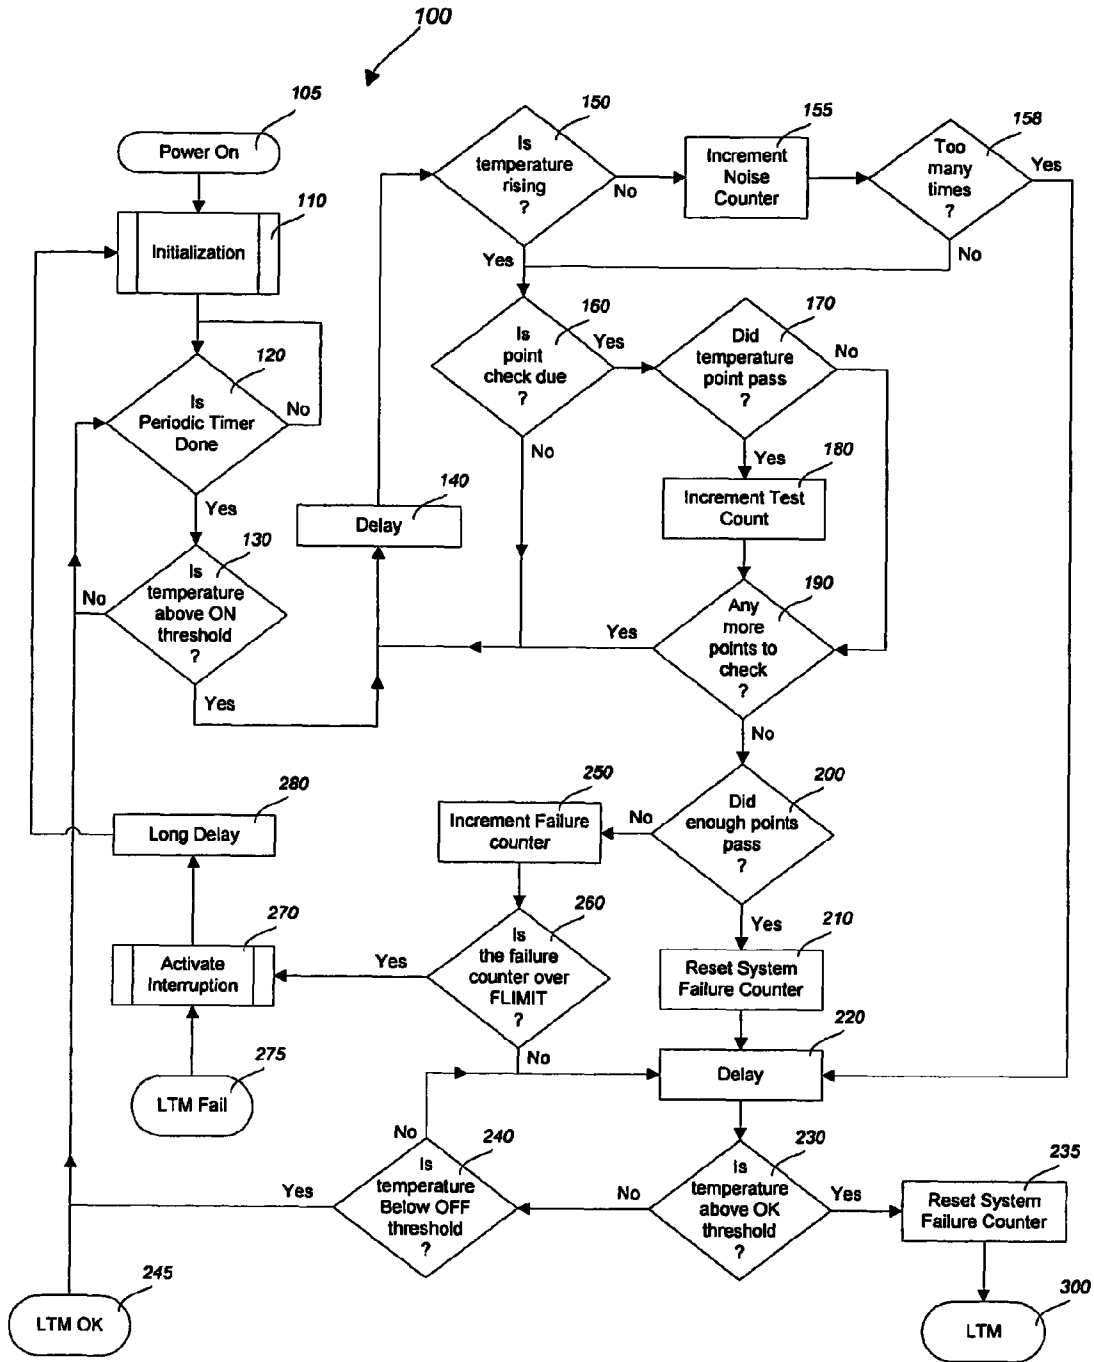 100
105
Power On
110
Initialization
120
Is
Periodic Timer
Done
No
Yes
130
Is
temperature
above ON
threshold
?
No
Yes
140
Delay
150
Is
temperature
rising
?
No
Yes
155
Increment
Noise
Counter
158
Too
many
times
?
Yes
No
160
Is
point
check due
?
Yes
No
170
Did
temperature
point pass
?
No
Yes
180
Increment Test
Count
190
Any
more
points to
check
?
Yes
No
200
Did
enough points
pass
?
No
Yes
210
Reset System
Failure Counter
220
Delay
230
Is
temperature
above OK
threshold
?
No
Yes
235
Reset System
Failure Counter
300
LTM
240
Is
temperature
Below OFF
threshold
?
No
Yes
245
LTM OK
250
Increment Failure
counter
260
Is
the failure
counter over
FLIMIT
?
Yes
No
270
Activate
Interruption
275
LTM Fail
280
Long Delay